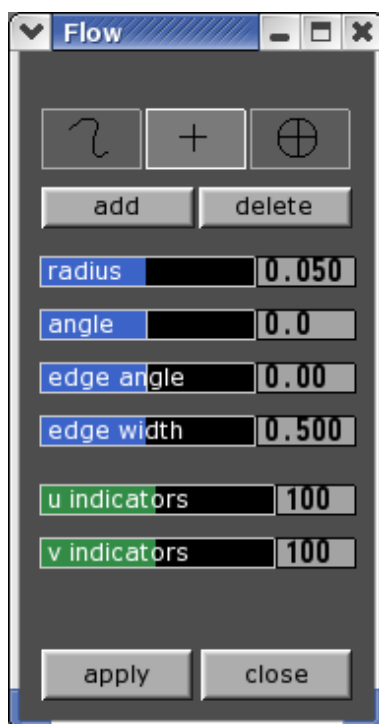 Flow
add delete
radius 0.050
angle 0.0
edge angle 0.00
edge width 0.500
u indicators 100
v indicators 100
apply close